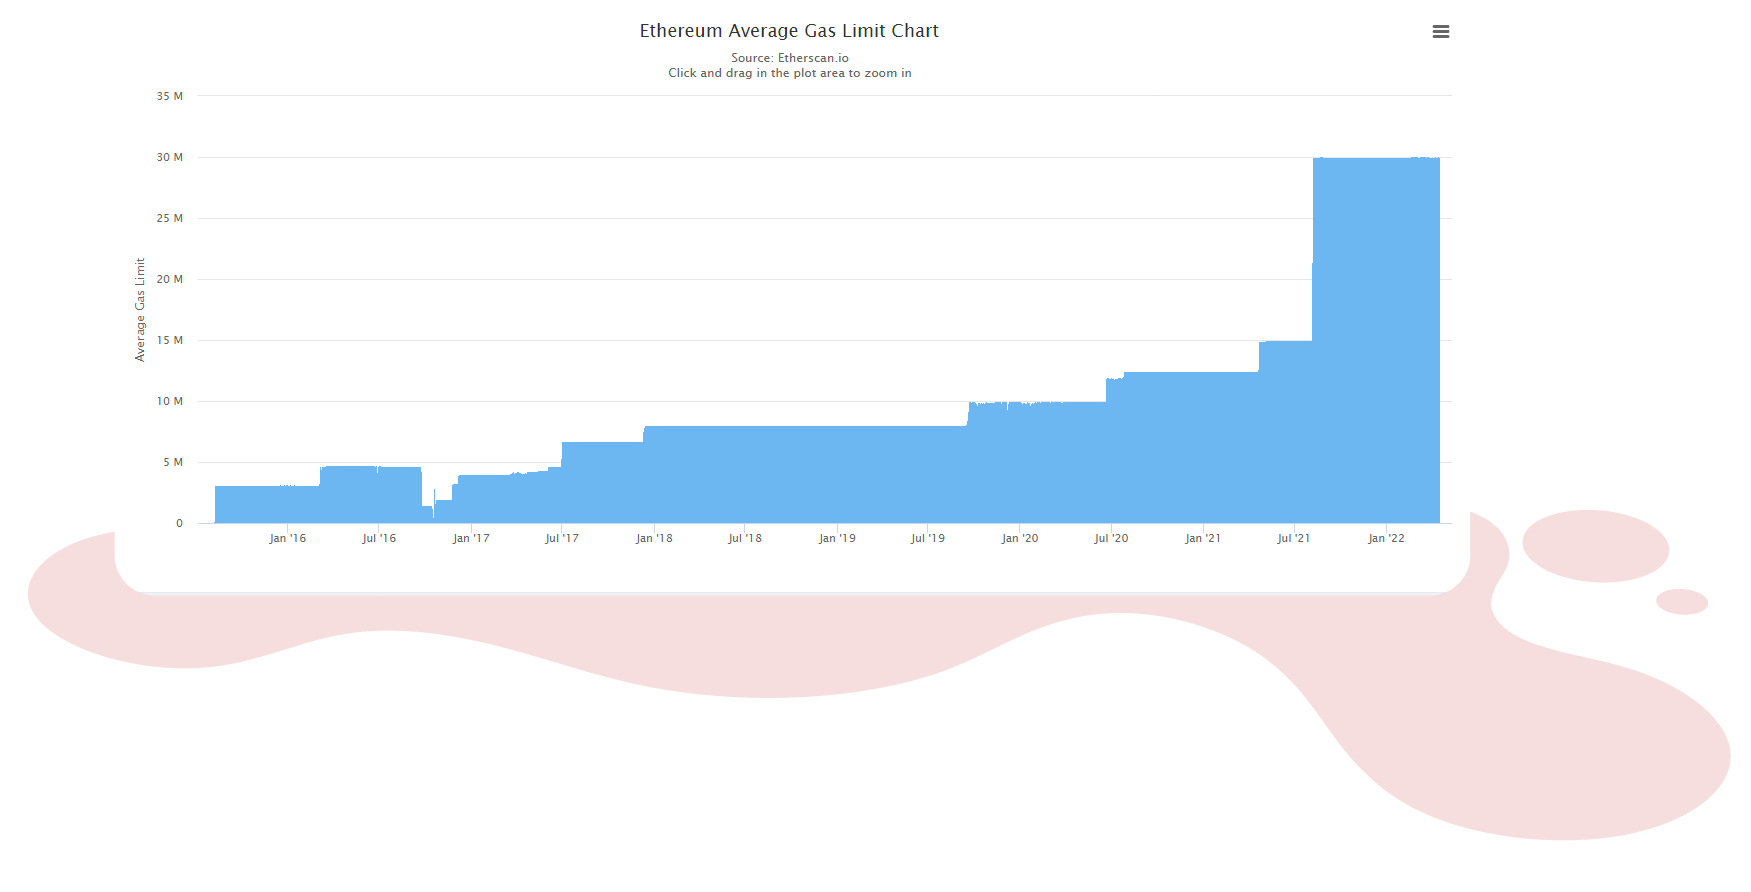 Ethereum Average Gas Limit Chart
Source: Etherscan.io
Click and drag in the plot area to zoom in
35 M
30 M
25 M
20 M
15 M
10 M
5 M
0
Average Gas Limit
Jan '16
Jul '16
Jan '17
Jul '17
Jan '18
Jul '18
Jan '19
Jul '19
Jan '20
Jul '20
Jan '21
Jul '21
Jan '22